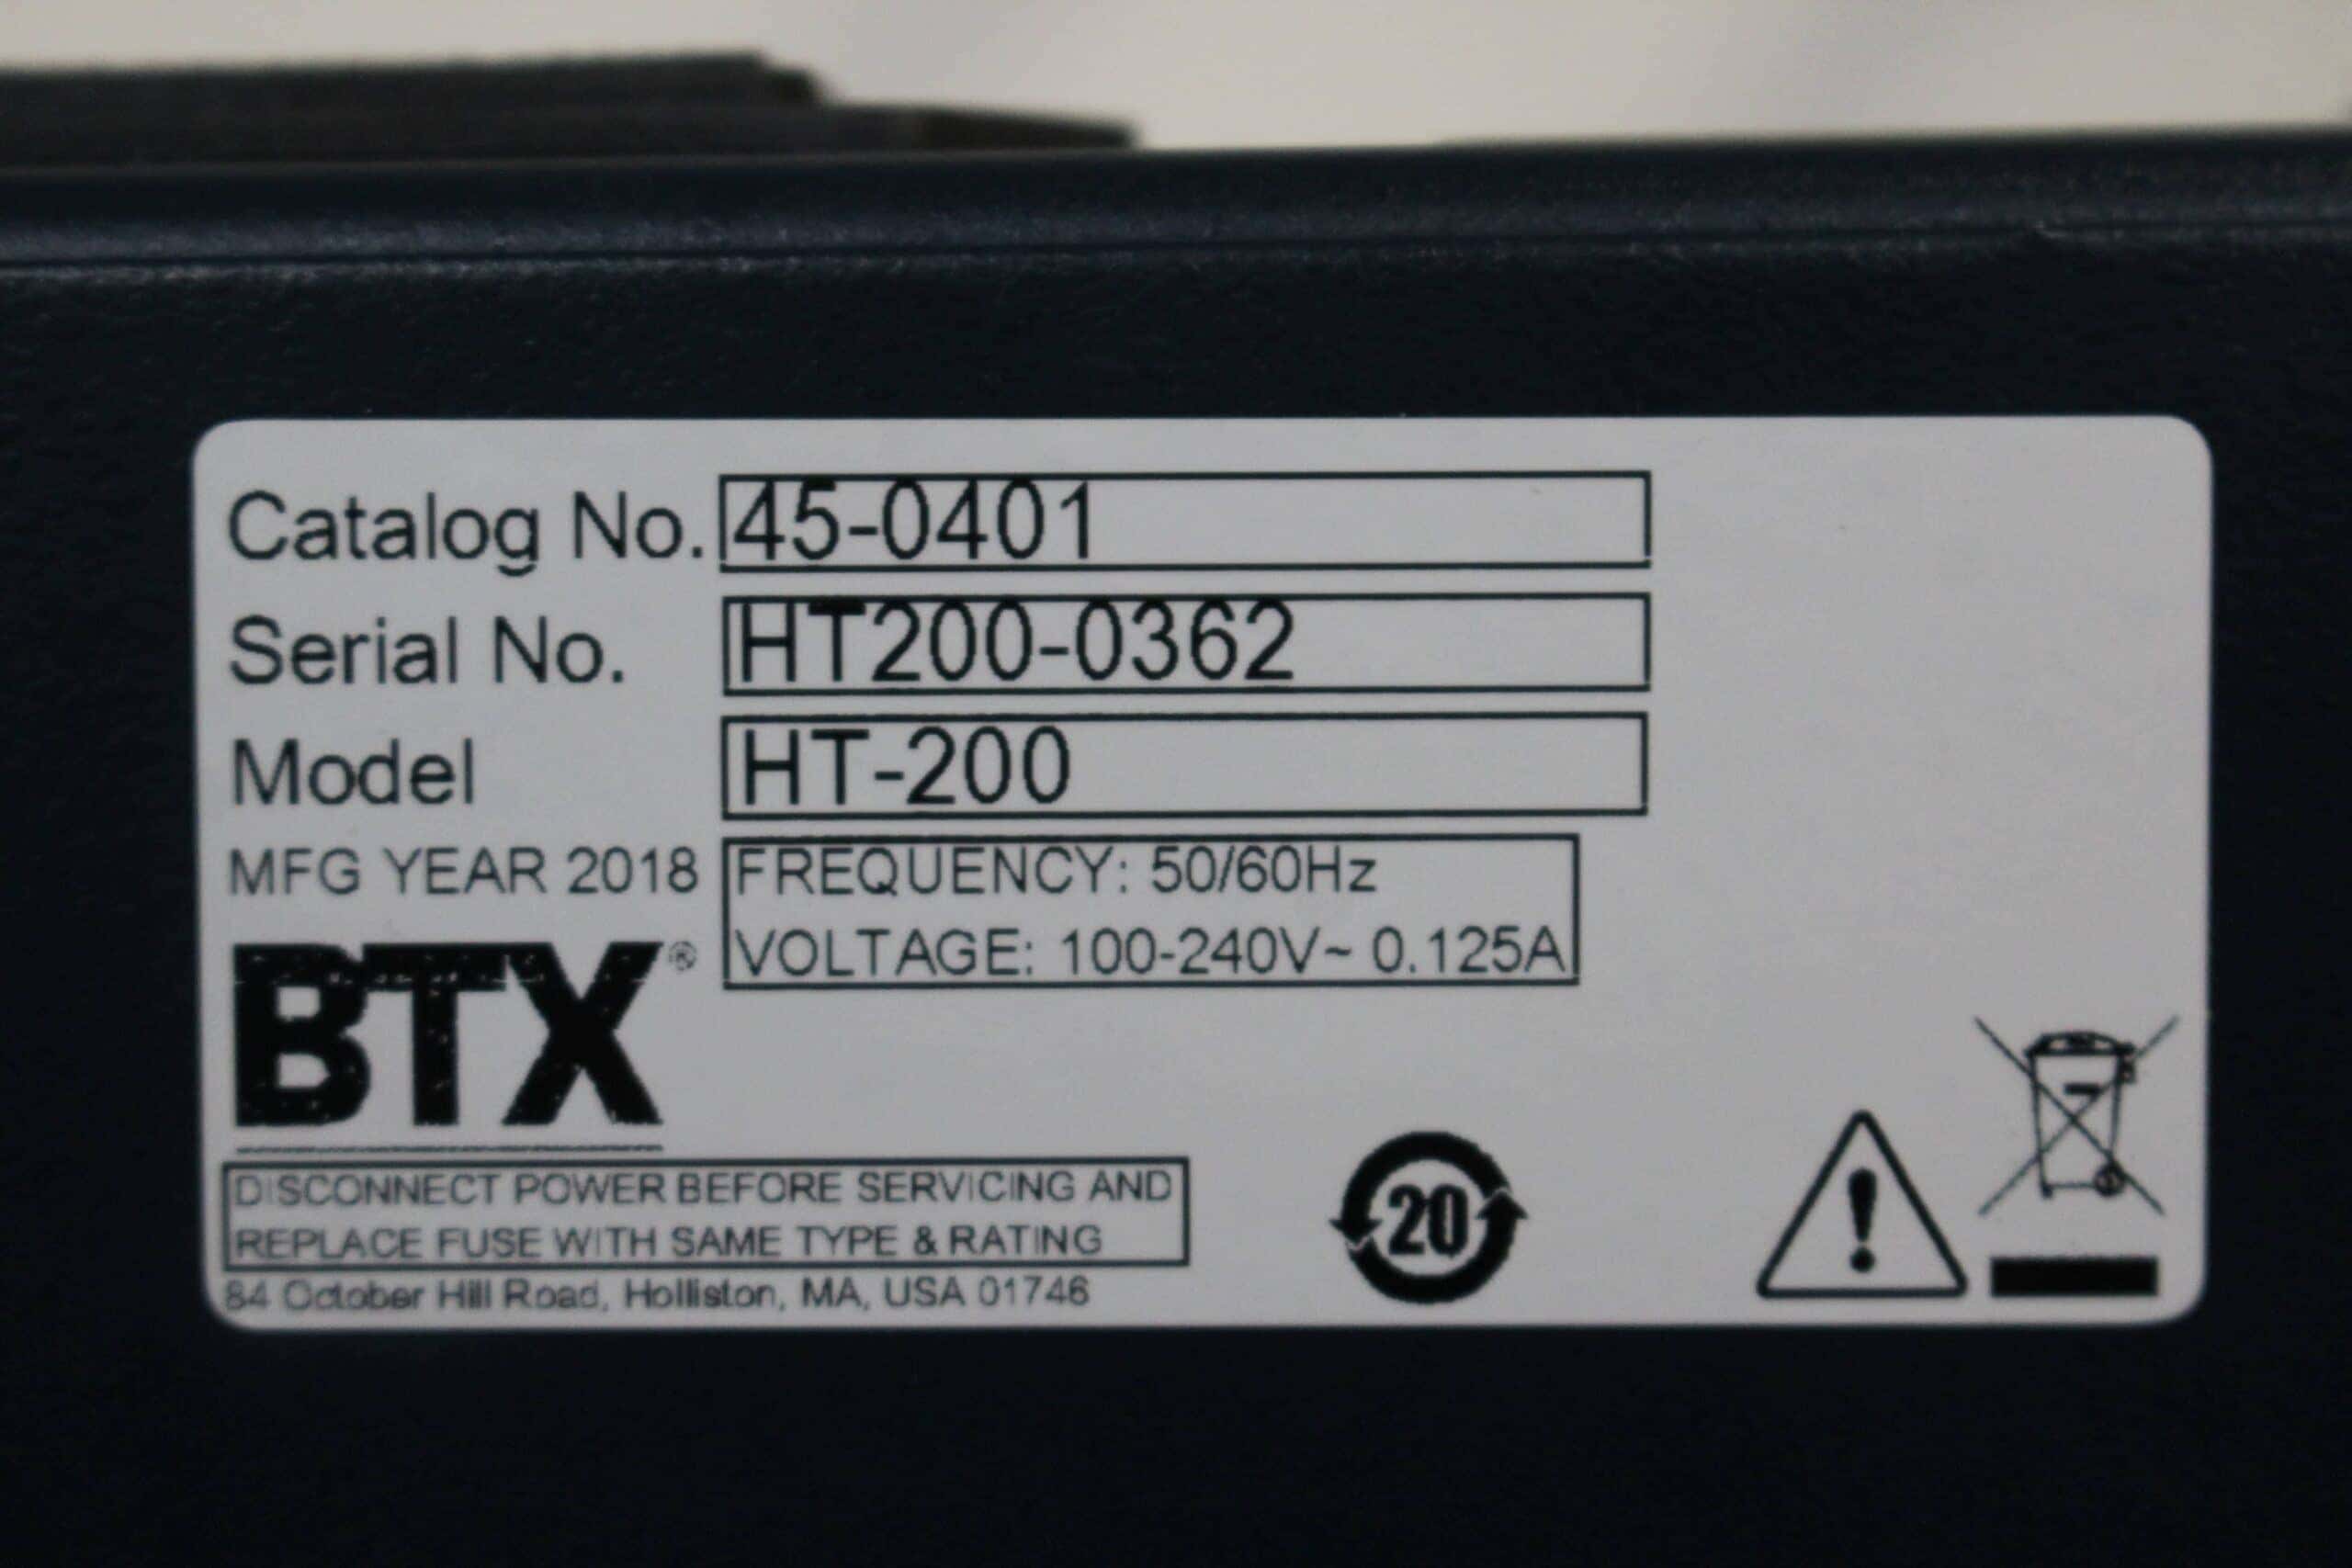 Catalog No. 45-0401
Serial No. HT200-0362
Model HT-200
MFG YEAR 2018 FREQUENCY: 50/60Hz
VOLTAGE: 100-240V~ 0.125A
BTX®
DISCONNECT POWER BEFORE SERVICING AND
REPLACE FUSE WITH SAME TYPE & RATING
84 October Hill Road, Holliston, MA, USA 01746
20